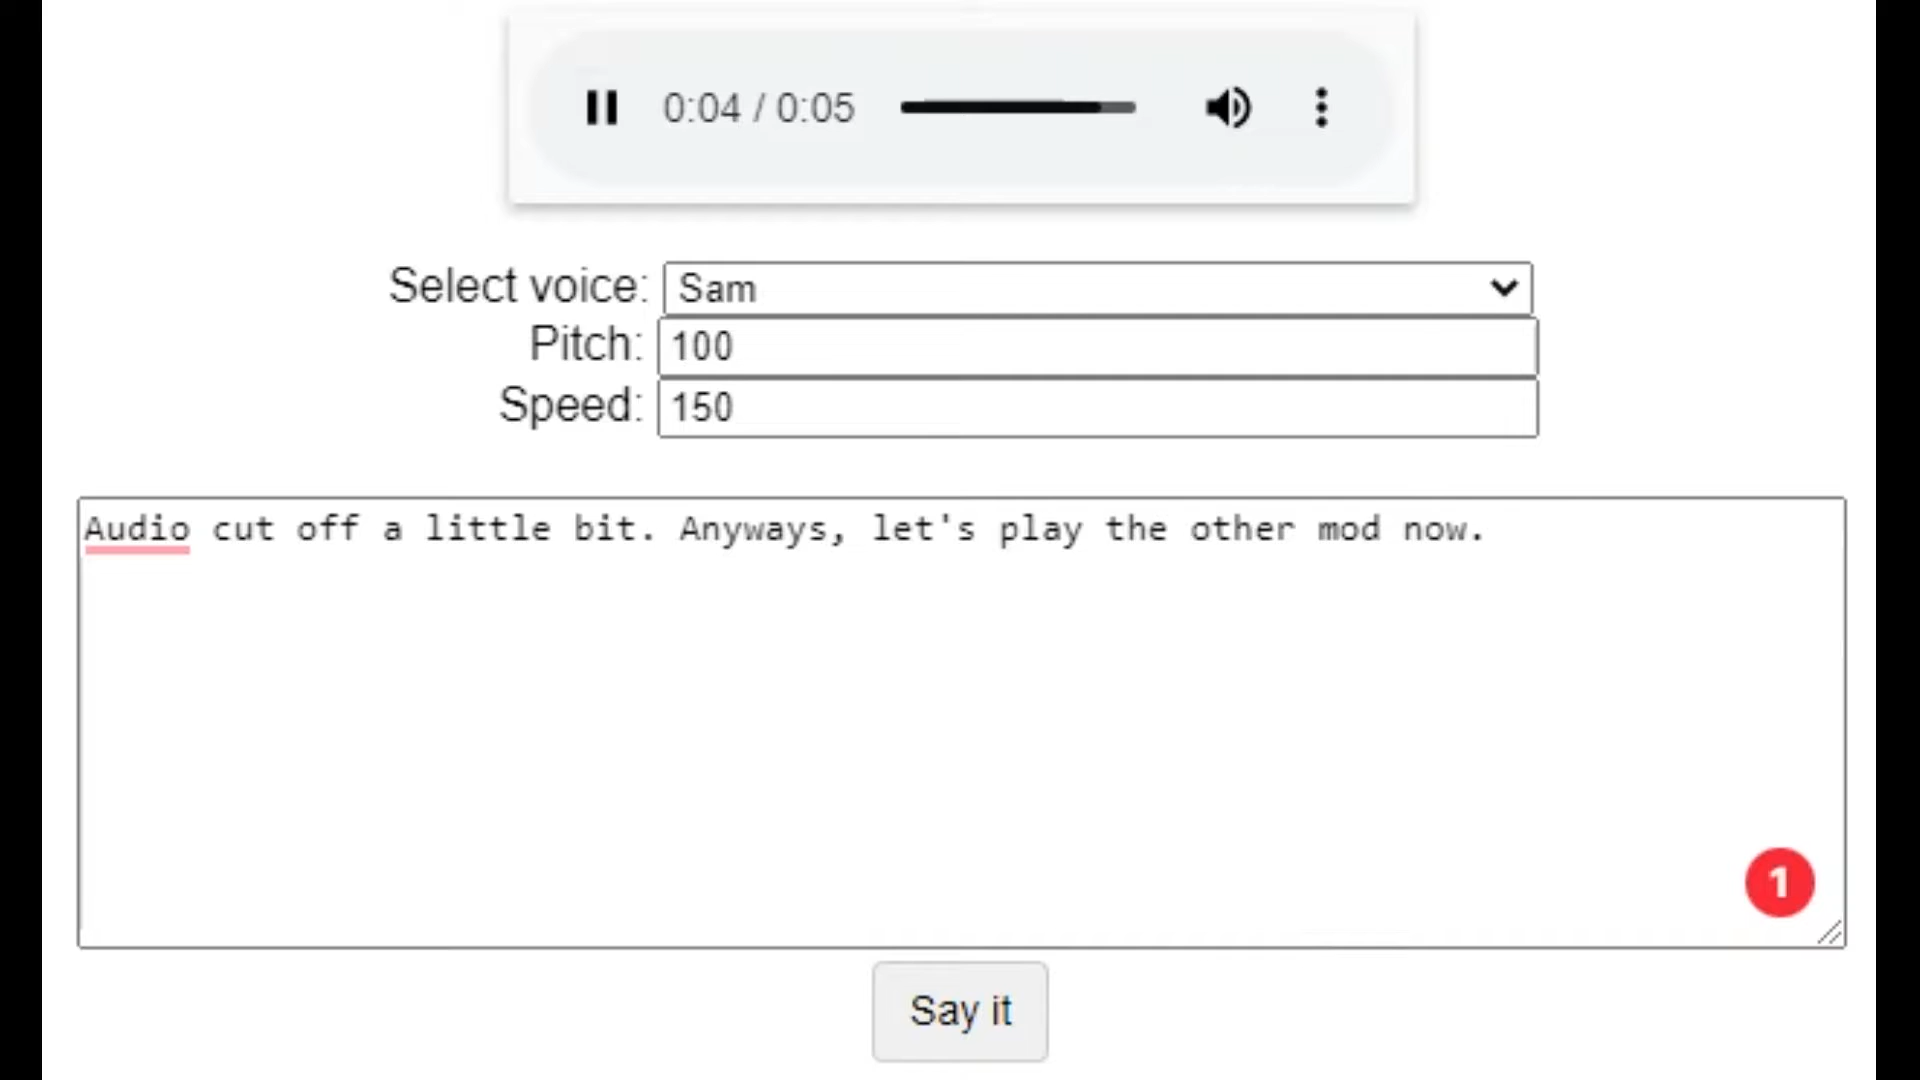 0:04 / 0:05
Select voice: Sam
Pitch: 100
Speed: 150
Audio cut off a little bit. Anyways, let's play the other mod now.
1
Say it